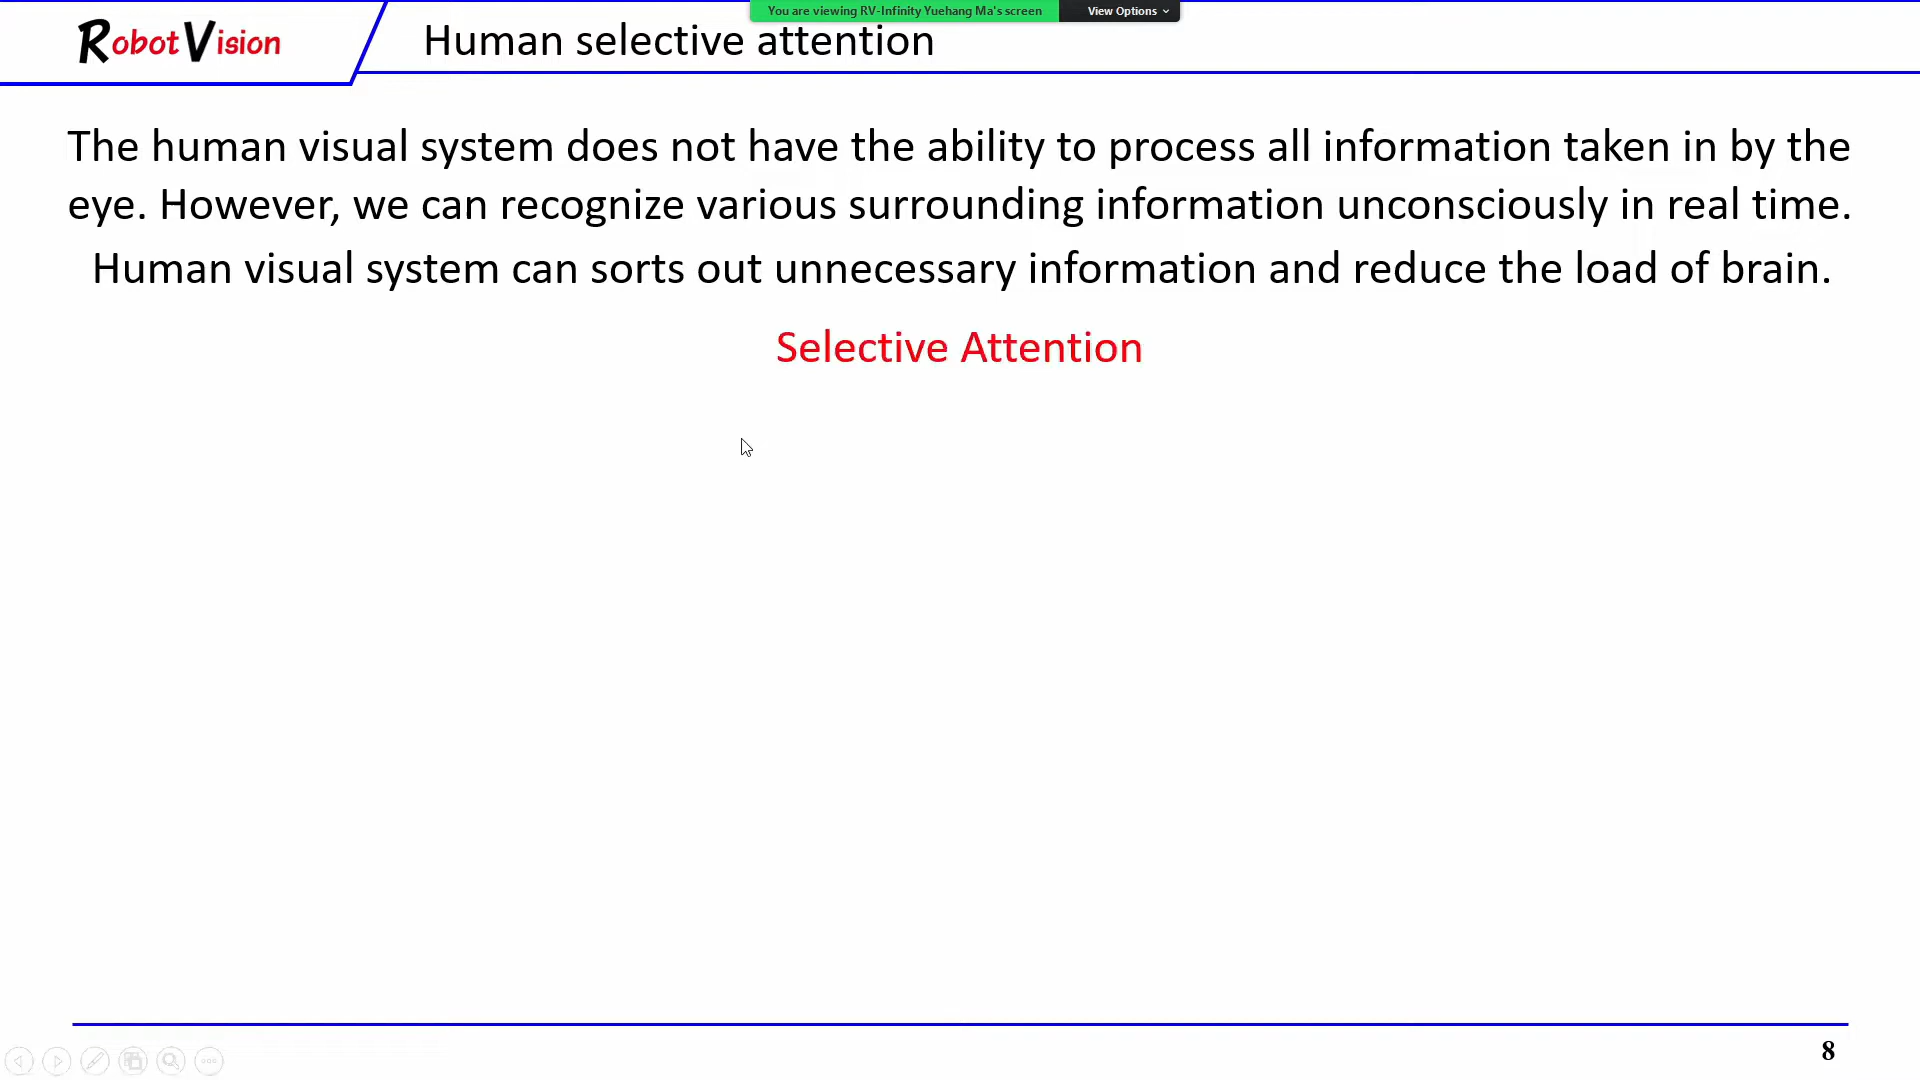 You are viewing RV-Infinity Yuehang Ma's screen View Options
Robot Vision Human selective attention
The human visual system does not have the ability to process all information taken in by the
eye. However, we can recognize various surrounding information unconsciously in real time.
Human visual system can sorts out unnecessary information and reduce the load of brain.
Selective Attention
8